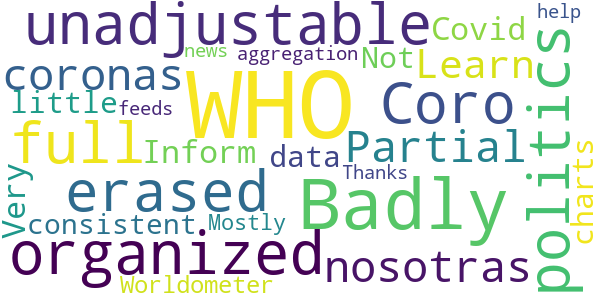 help
unadjustable
Covid
news
aggregation
Not
Learn
coronas
WHO
politics
little
feeds
Coro
full
Inform
data
Partial
charts
Thanks
Very
erased
Badly
consistent
Mostly
organized
nosotras
Worldometer